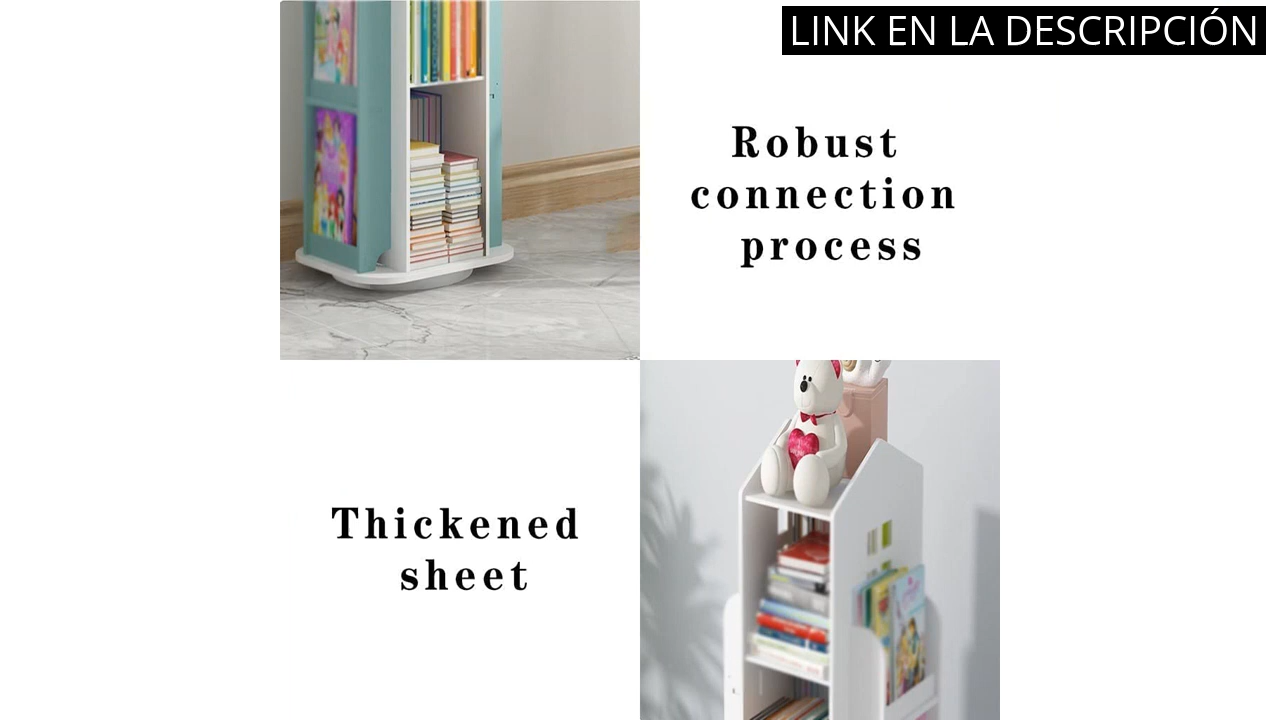 LINK EN LA DESCRIPCIÓN
Robust
connection
process
Thickened
sheet